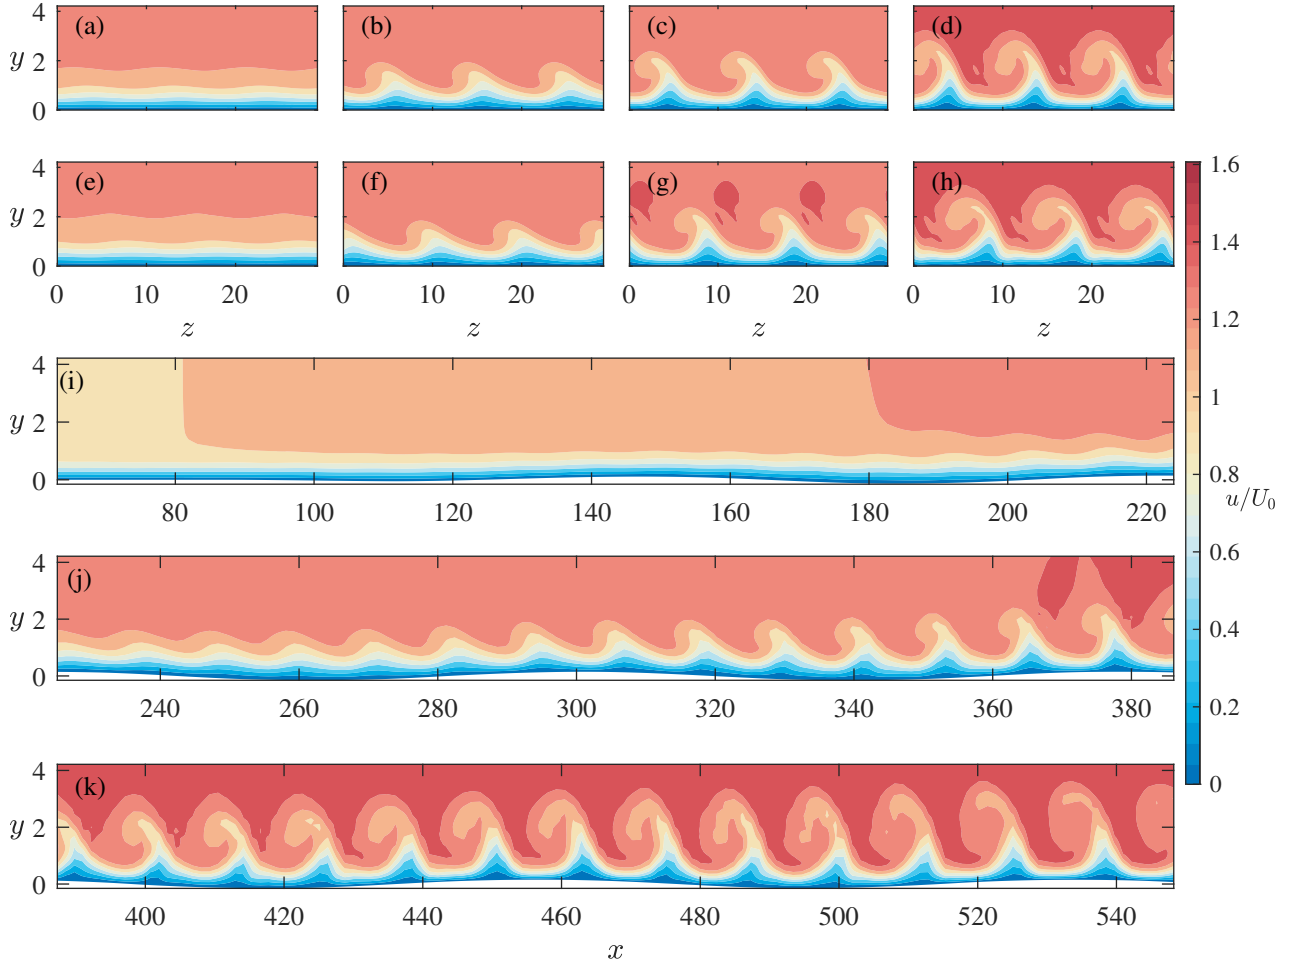 (a) (b) (c) (d)
4
y 2
0
(e) (f) (g) (h)
4
y 2
0
0 10 20 0 10 20 0 10 20 0 10 20
z z z z
1.6
1.4
1.2
1
0.8
u/U0
0.6
0.4
0.2
0
(i)
4
y 2
0
80 100 120 140 160 180 200 220
(j)
4
y 2
0
240 260 280 300 320 340 360 380
(k)
4
y 2
0
400 420 440 460 480 500 520 540
x